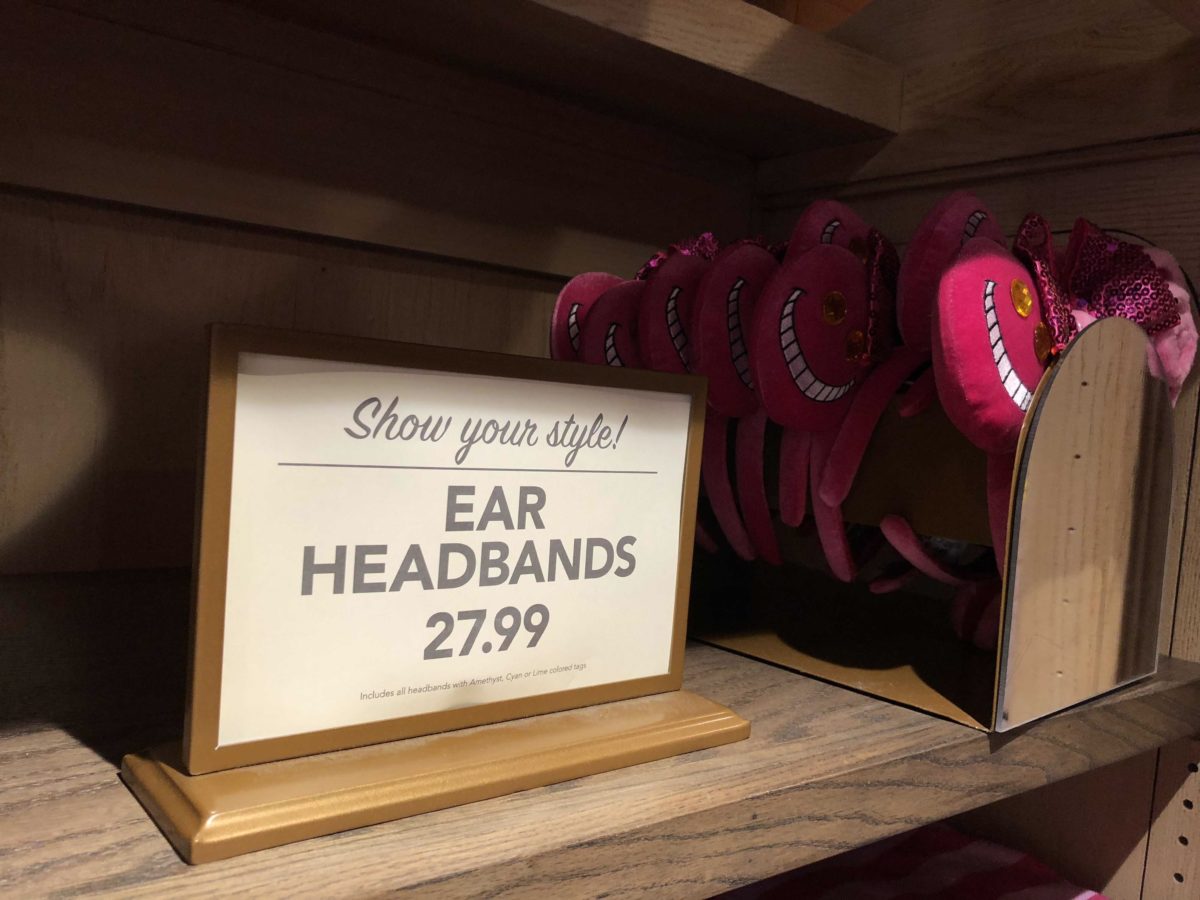 Show your style!
EAR
HEADBANDS
27.99
Includes all headbands with Amethyst, Cyan or Lime colored tags